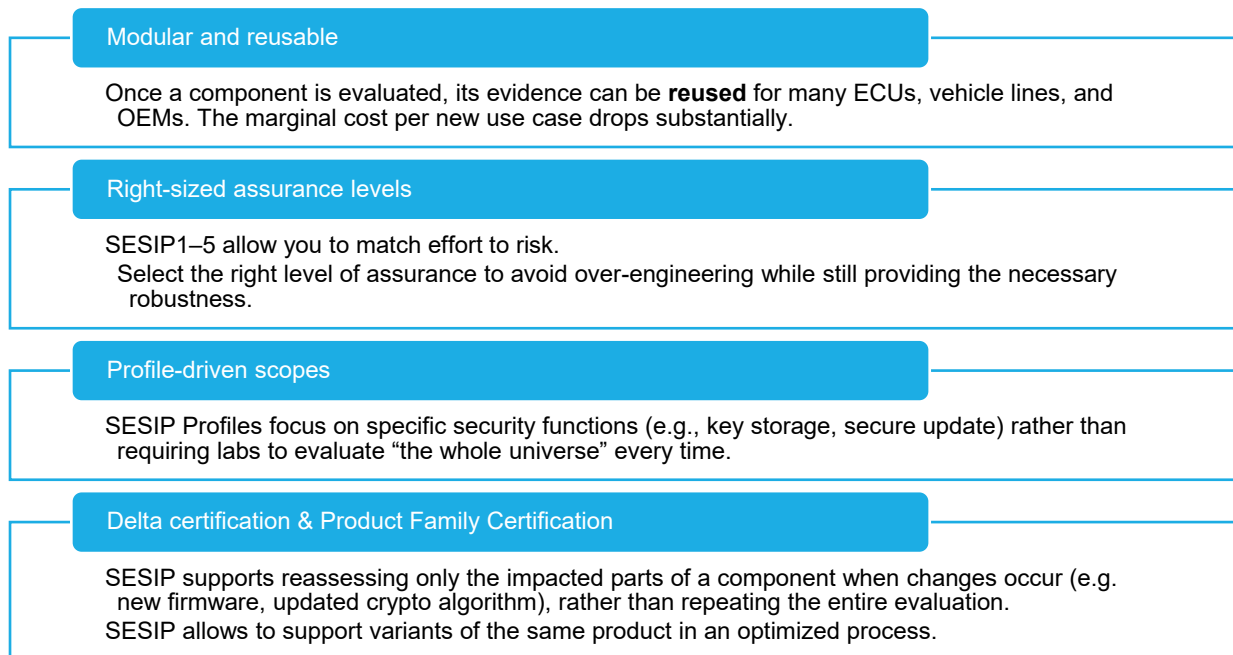 Modular and reusable
Once a component is evaluated, its evidence can be reused for many ECUs, vehicle lines, and
OEMs. The marginal cost per new use case drops substantially.
Right-sized assurance levels
SESIP1–5 allow you to match effort to risk.
Select the right level of assurance to avoid over-engineering while still providing the necessary
robustness.
Profile-driven scopes
SESIP Profiles focus on specific security functions (e.g., key storage, secure update) rather than
requiring labs to evaluate “the whole universe” every time.
Delta certification & Product Family Certification
SESIP supports reassessing only the impacted parts of a component when changes occur (e.g.
new firmware, updated crypto algorithm), rather than repeating the entire evaluation.
SESIP allows to support variants of the same product in an optimized process.